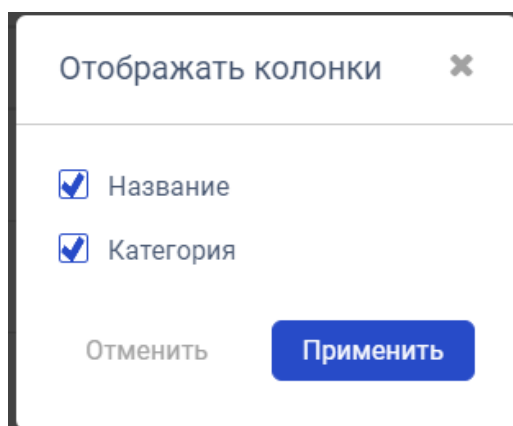 Отображать колонки
Название
Категория
Отменить
Применить